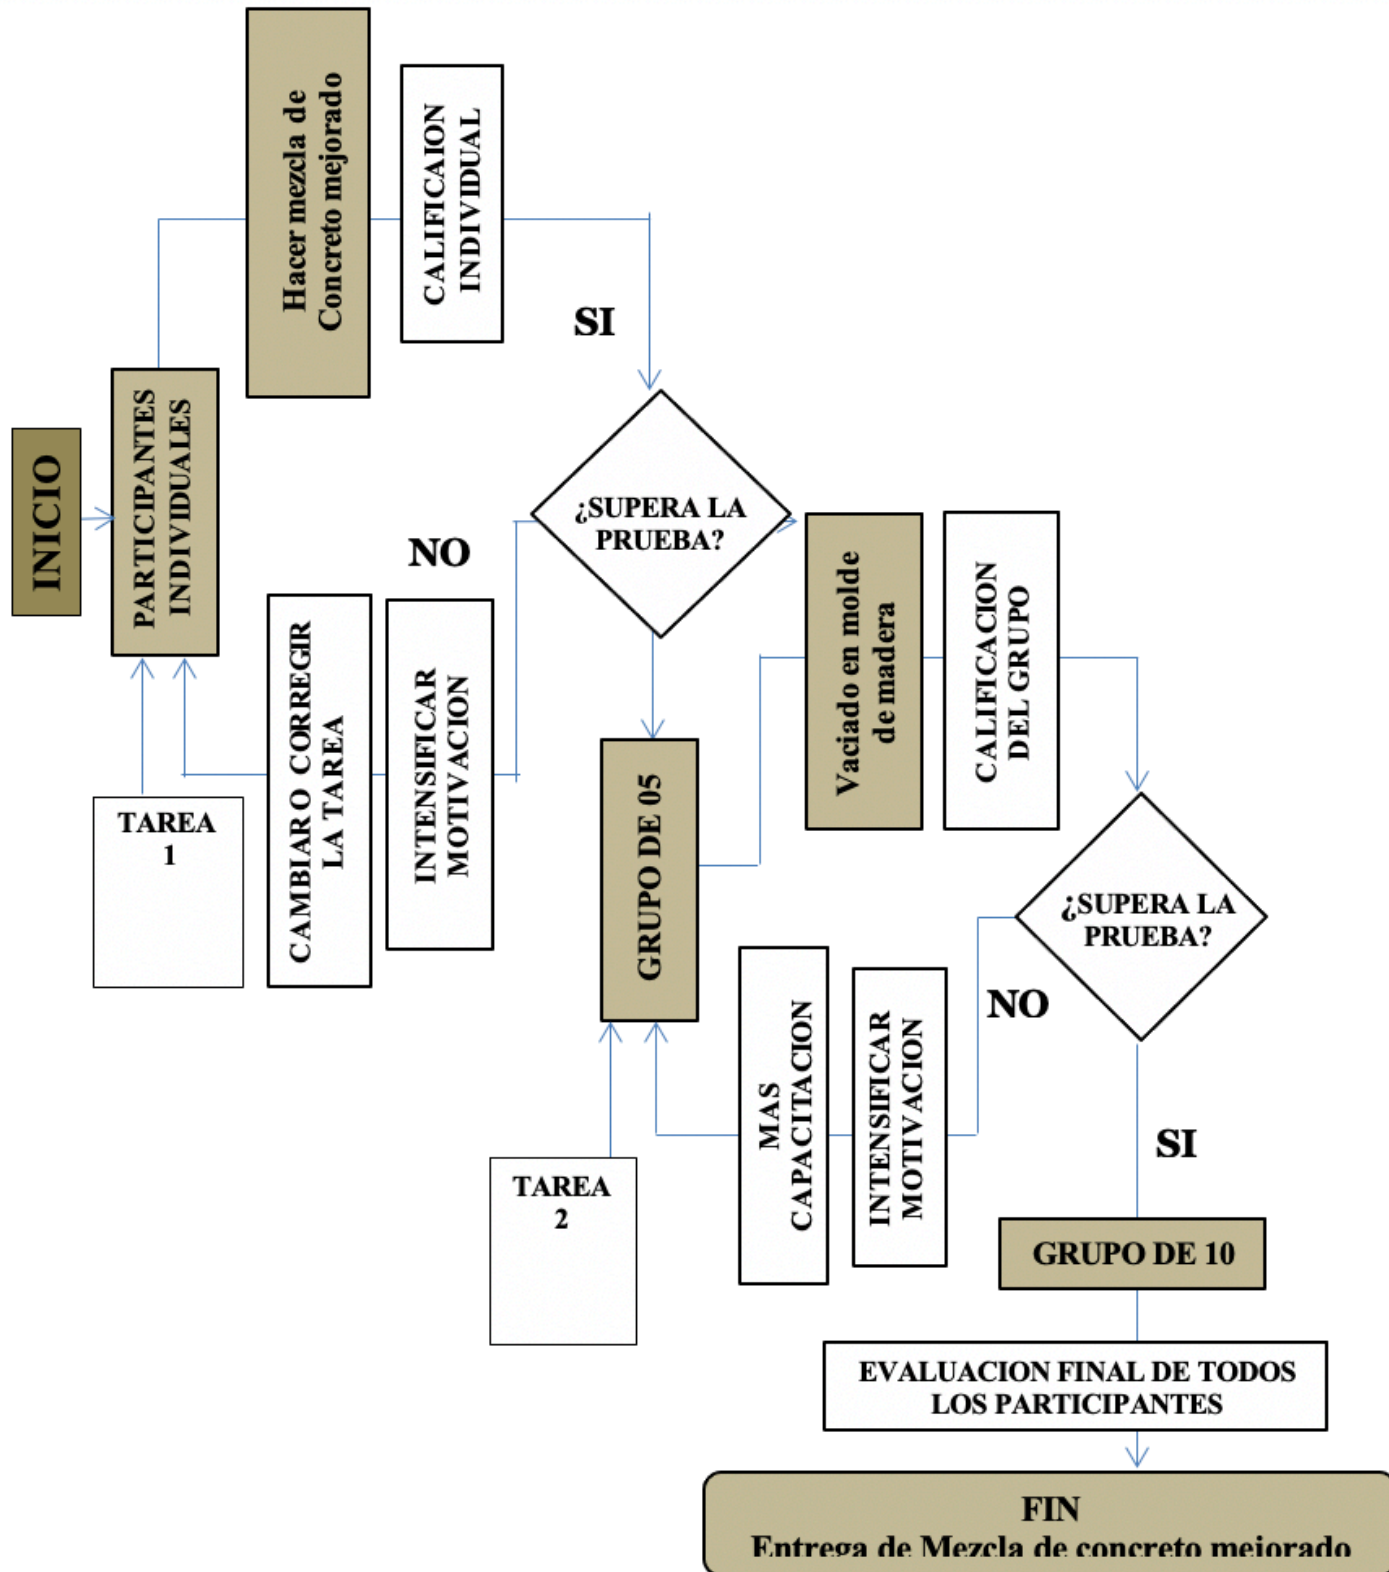 INICIO
PARTICIPANTES
INDIVIDUALES
Hacer mezcla de
Concreto mejorado
CALIFICAION
INDIVIDUAL
SI
¿SUPERA LA
PRUEBA?
NO
INTENSIFICAR
MOTIVACION
CAMBIAR O CORREGIR
LA TAREA
TAREA
1
GRUPO DE 05
Vaciado en molde
de madera
CALIFICACION
DEL GRUPO
¿SUPERA LA
PRUEBA?
NO
INTENSIFICAR
MOTIVACION
MAS
CAPACITACION
TAREA
2
SI
GRUPO DE 10
EVALUACION FINAL DE TODOS
LOS PARTICIPANTES
FIN
Entrega de Mezcla de concreto mejorado